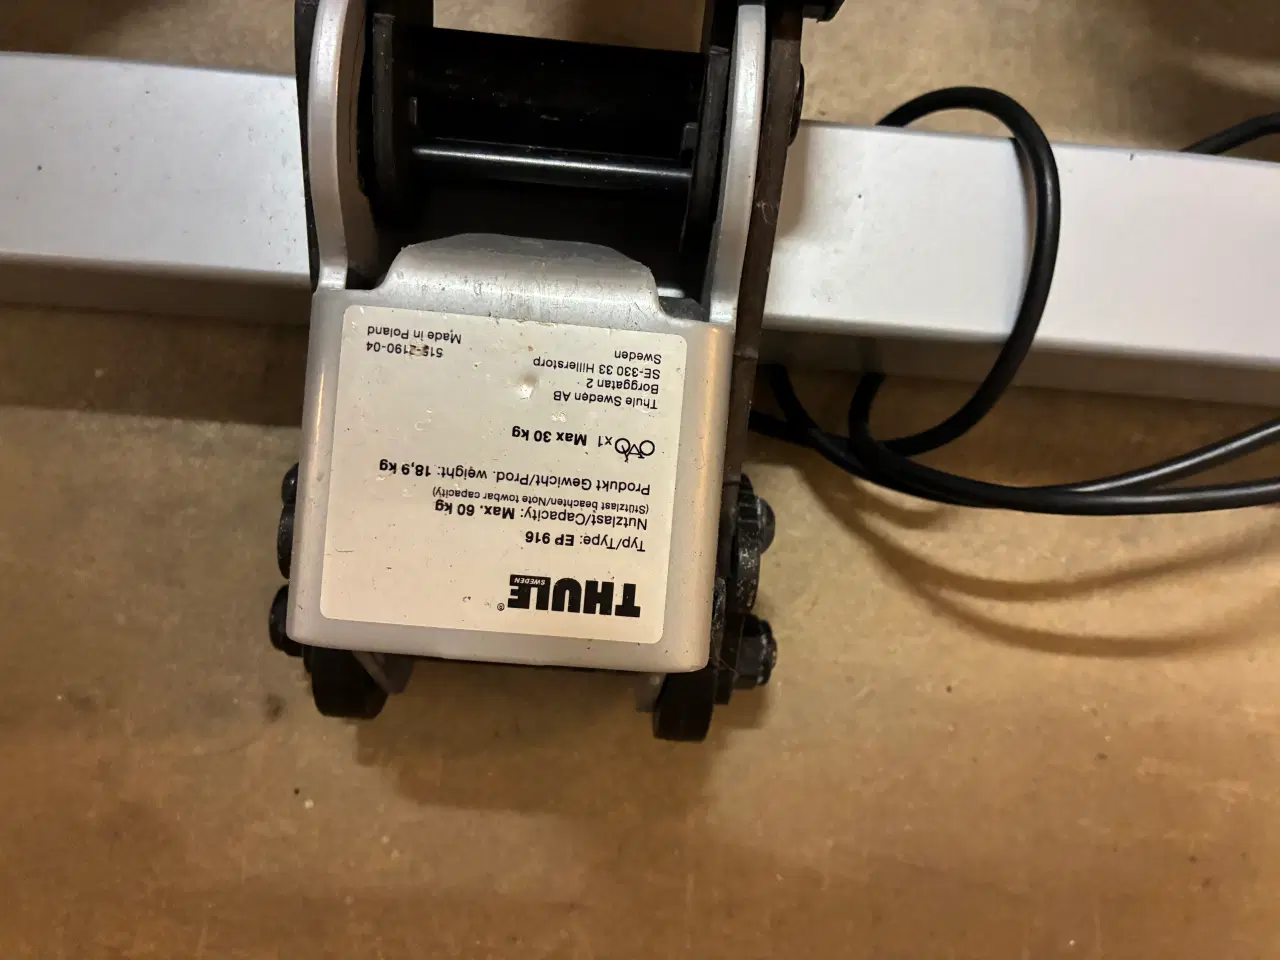 THULE®
SWEDEN
Typ/Type: EP 916
Nutzlast/Capacity: Max. 60 kg
(Stützlast beachten/Note towbar capacity)
Produkt Gewicht/Prod. weight: 18,9 kg
x1 Max 30 kg
Thule Sweden AB
Borggatan 2
SE-330 33 Hillerstorp
Sweden
519-2190-04
Made in Poland